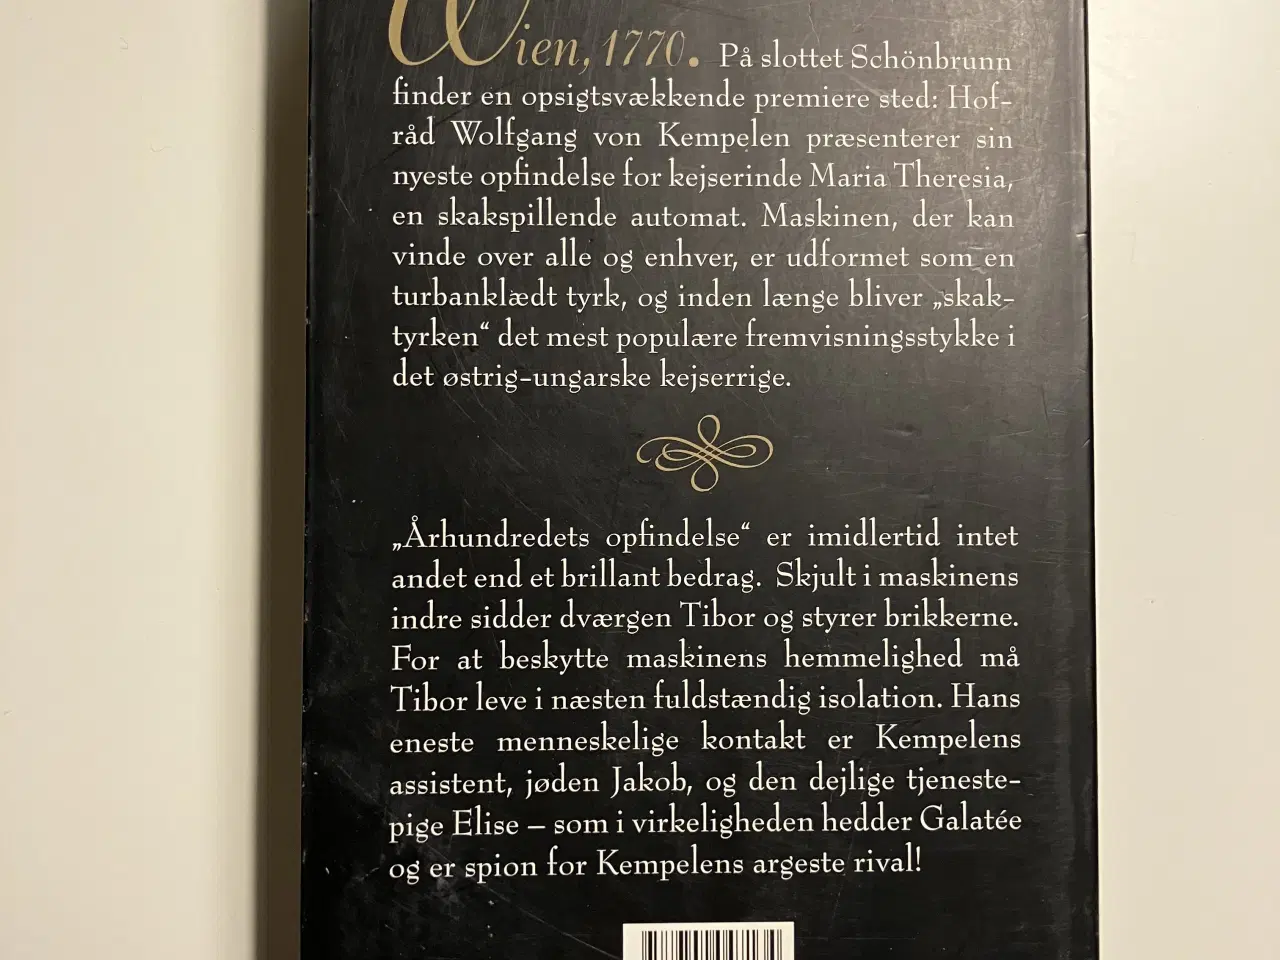 Wien, 1770. På slottet Schönbrunn
finder en opsigtsvækkende premiere sted: Hof-
råd Wolfgang von Kempelen præsenterer sin
nyeste opfindelse for kejserinde Maria Theresia,
en skakspillende automat. Maskinen, der kan
vinde over alle og enhver, er udformet som en
turbanklædt tyrk, og inden længe bliver „skak-
tyrken“ det mest populære fremvisningsstykke i
det østrig-ungarske kejserrige.
„Århundredets opfindelse“ er imidlertid intet
andet end et brillant bedrag. Skjult i maskinens
indre sidder dværgen Tibor og styrer brikkerne.
For at beskytte maskinens hemmelighed må
Tibor leve i næsten fuldstændig isolation. Hans
eneste menneskelige kontakt er Kempelens
assistent, jøden Jakob, og den dejlige tjeneste-
pige Elise – som i virkeligheden hedder Galatée
og er spion for Kempelens argeste rival!